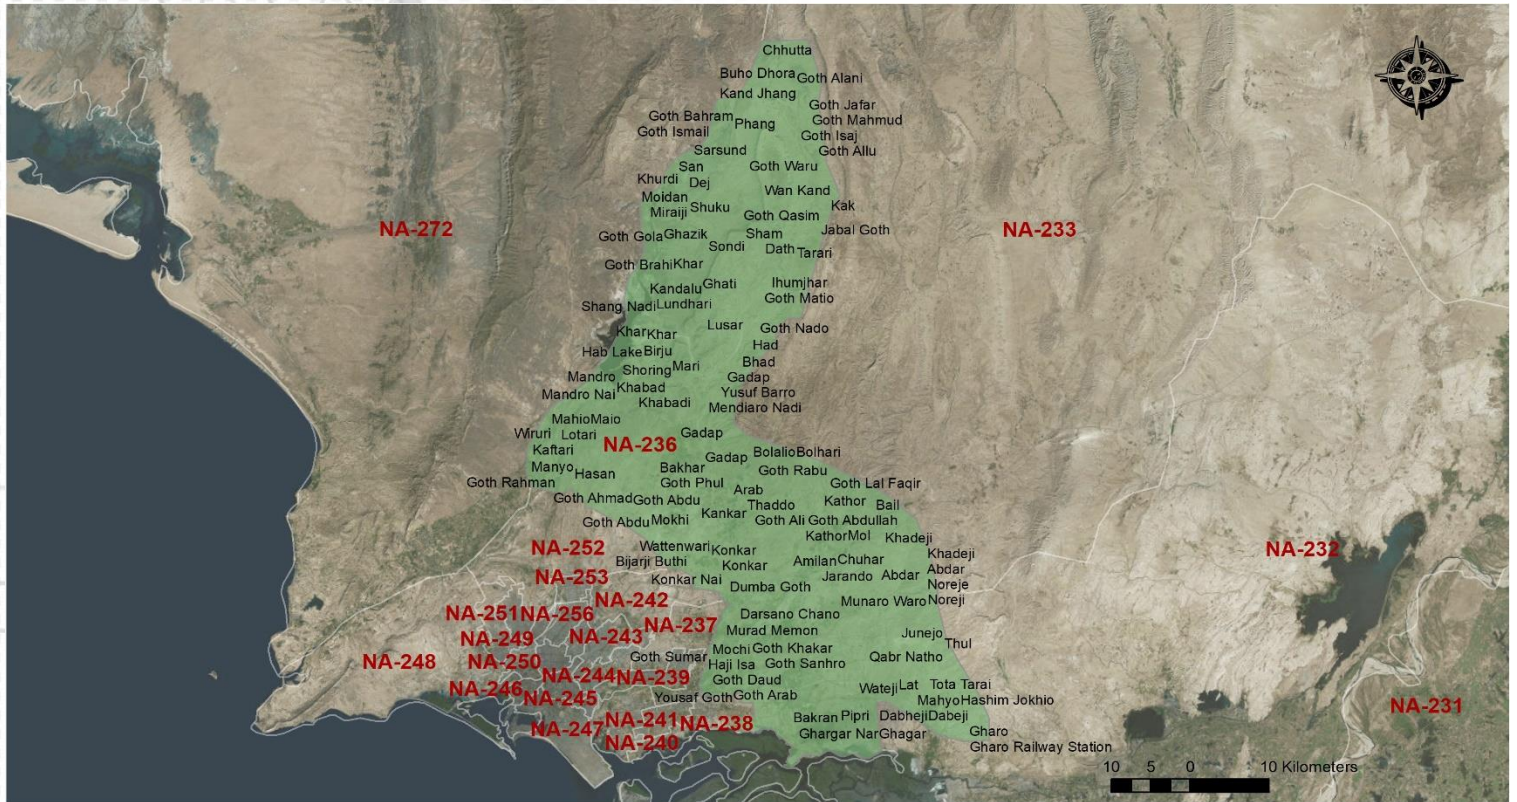 Chhutta
Buho Dhora
Goth Alani
Kand Jhang
Goth Jafar
Goth Bahram
Phang
Goth Mahmud
Goth Ismail
Goth Isaj
Sarsund
Goth Allu
San
Goth Waru
Khurdi
Dej
Wan Kand
Moidan
Miraiji
Shuku
Kak
Goth Qasim
NA-272
NA-233
Jabal Goth
Goth Gola
Ghazik
Sham
Sondi
Dath
Tarari
Goth Brahi
Khar
Kandalu
Ghati
Ihumjhar
Goth Matio
Shang Nadi
Lundhari
Lusar
Goth Nado
Khar
Khar
Had
Hab Lake
Birju
Bhad
Shoring
Mari
Mandro
Gadap
Khabad
Mandro Nai
Yusuf Barro
Khabadi
Mendiaro Nadi
Mahio
Maio
Wiruri
Lotari
Gadap
NA-236
Kaftari
Bolalio
Bolhari
Gadap
Manyo
Hasan
Bakhar
Goth Rabu
Goth Rahman
Goth Phul
Goth Lal Faqir
Arab
Goth Ahmad
Goth Abdu
Thaddo
Kathor
Bail
Kankar
Goth Abdu
Mokhi
Goth Ali
Goth Abdullah
Kathor
Mol
Khadeji
NA-252
Wattenwari
Konkar
Khadeji
NA-232
Bijarji Buthi
Konkar
Amilan
Chuhar
Abdar
NA-253
Konkar Nai
Jarando
Abdar
Dumba Goth
Noreje
NA-242
Munaro Waro
Noreji
NA-251
NA-256
Darsano Chano
NA-237
Murad Memon
Junejo
NA-249
NA-243
Thul
Mochi
Goth Khakar
Goth Sumar
Qabr Natho
NA-248
NA-250
Haji Isa
Goth Sanhro
NA-244
NA-239
Goth Daud
NA-246
Wateji
Lat
Tota Tarai
NA-245
Yousaf Goth
Goth Arab
Mahyo
Hashim Jokhio
NA-231
NA-241
NA-238
Bakran
Pipri
Dabheji
Dabeji
NA-247
Ghargar Nar
Ghagar
Gharo
NA-240
Gharo Railway Station
10 5 0 10 Kilometers